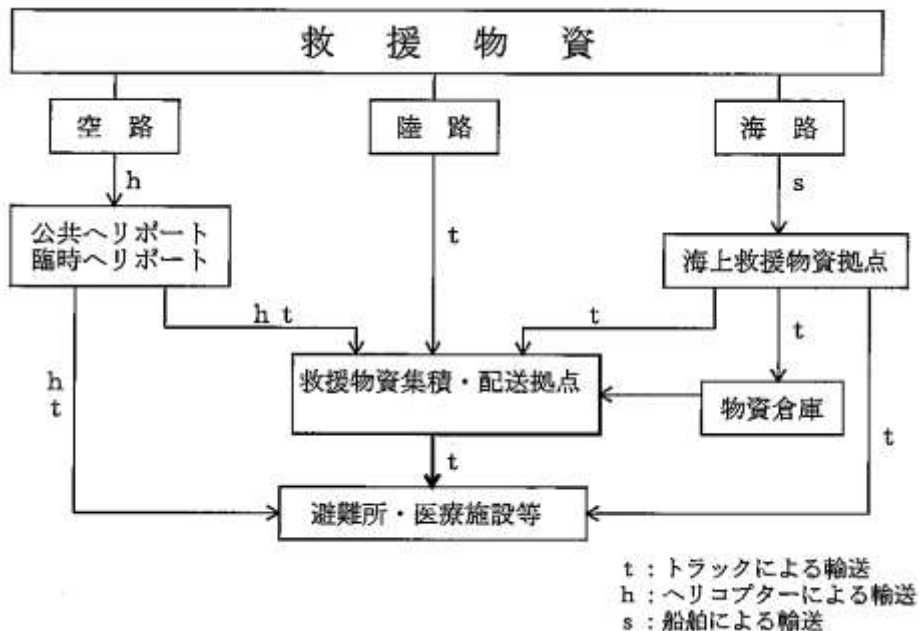 救援物資
空路
陸路
海路
h
s
公共ヘリポート
臨時ヘリポート
t
海上救援物資拠点
h t
t
t
h
t
救援物資集積・配送拠点
物資倉庫
t
t
避難所・医療施設等
t：トラックによる輸送
h：ヘリコプターによる輸送
s：船舶による輸送